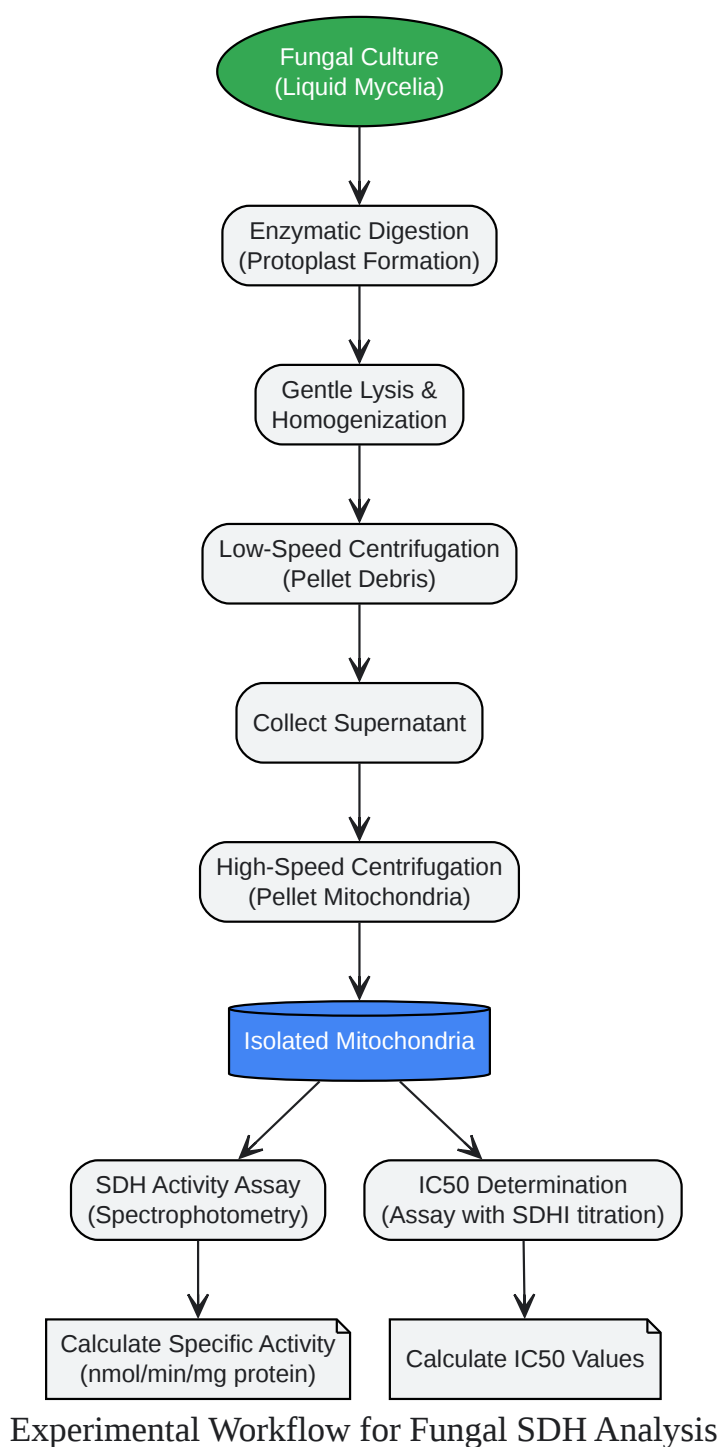 Fungal Culture
(Liquid Mycelia)
Enzymatic Digestion
(Protoplast Formation)
Gentle Lysis &
Homogenization
Low-Speed Centrifugation
(Pellet Debris)
Collect Supernatant
High-Speed Centrifugation
(Pellet Mitochondria)
Isolated Mitochondria
SDH Activity Assay
(Spectrophotometry)
IC50 Determination
(Assay with SDHI titration)
Calculate Specific Activity
(nmol/min/mg protein)
Calculate IC50 Values
Experimental Workflow for Fungal SDH Analysis